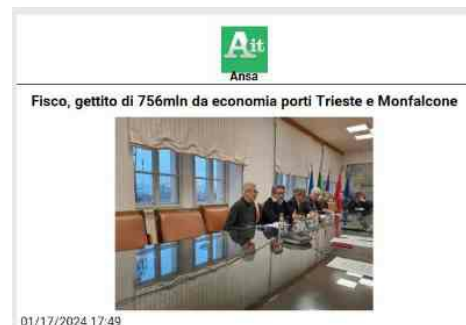 Ait
Ansa
Fisco, gettito di 756mln da economia porti Trieste e Monfalcone
01/17/2024 17:49